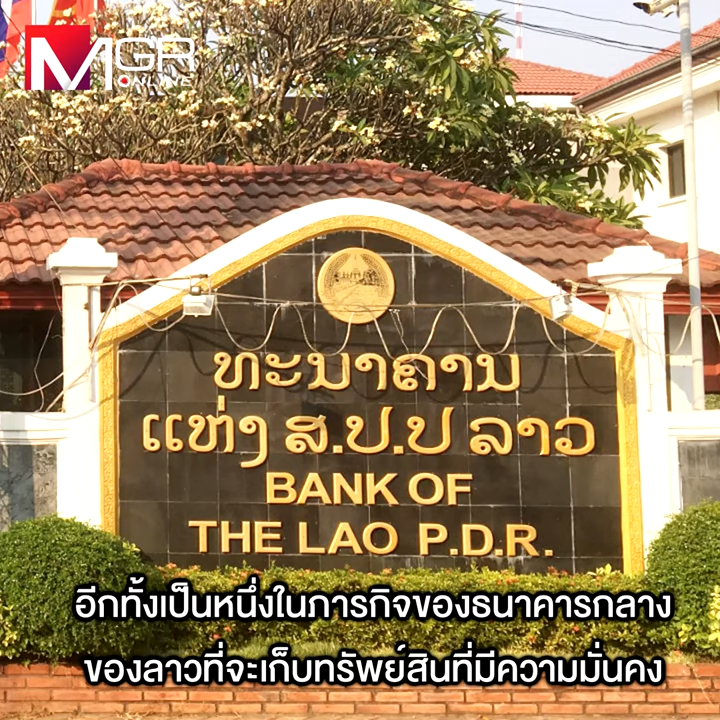 MGR
ONLINE
ທະນາຄານ
ແຫ່ງ ສ.ປ.ປ ລາວ
BANK OF
THE LAO P.D.R.
อีกทั้งเป็นหนึ่งในภารกิจของธนาคารกลาง
ของลาวที่จะเก็บทรัพย์สินที่มีความมั่นคง